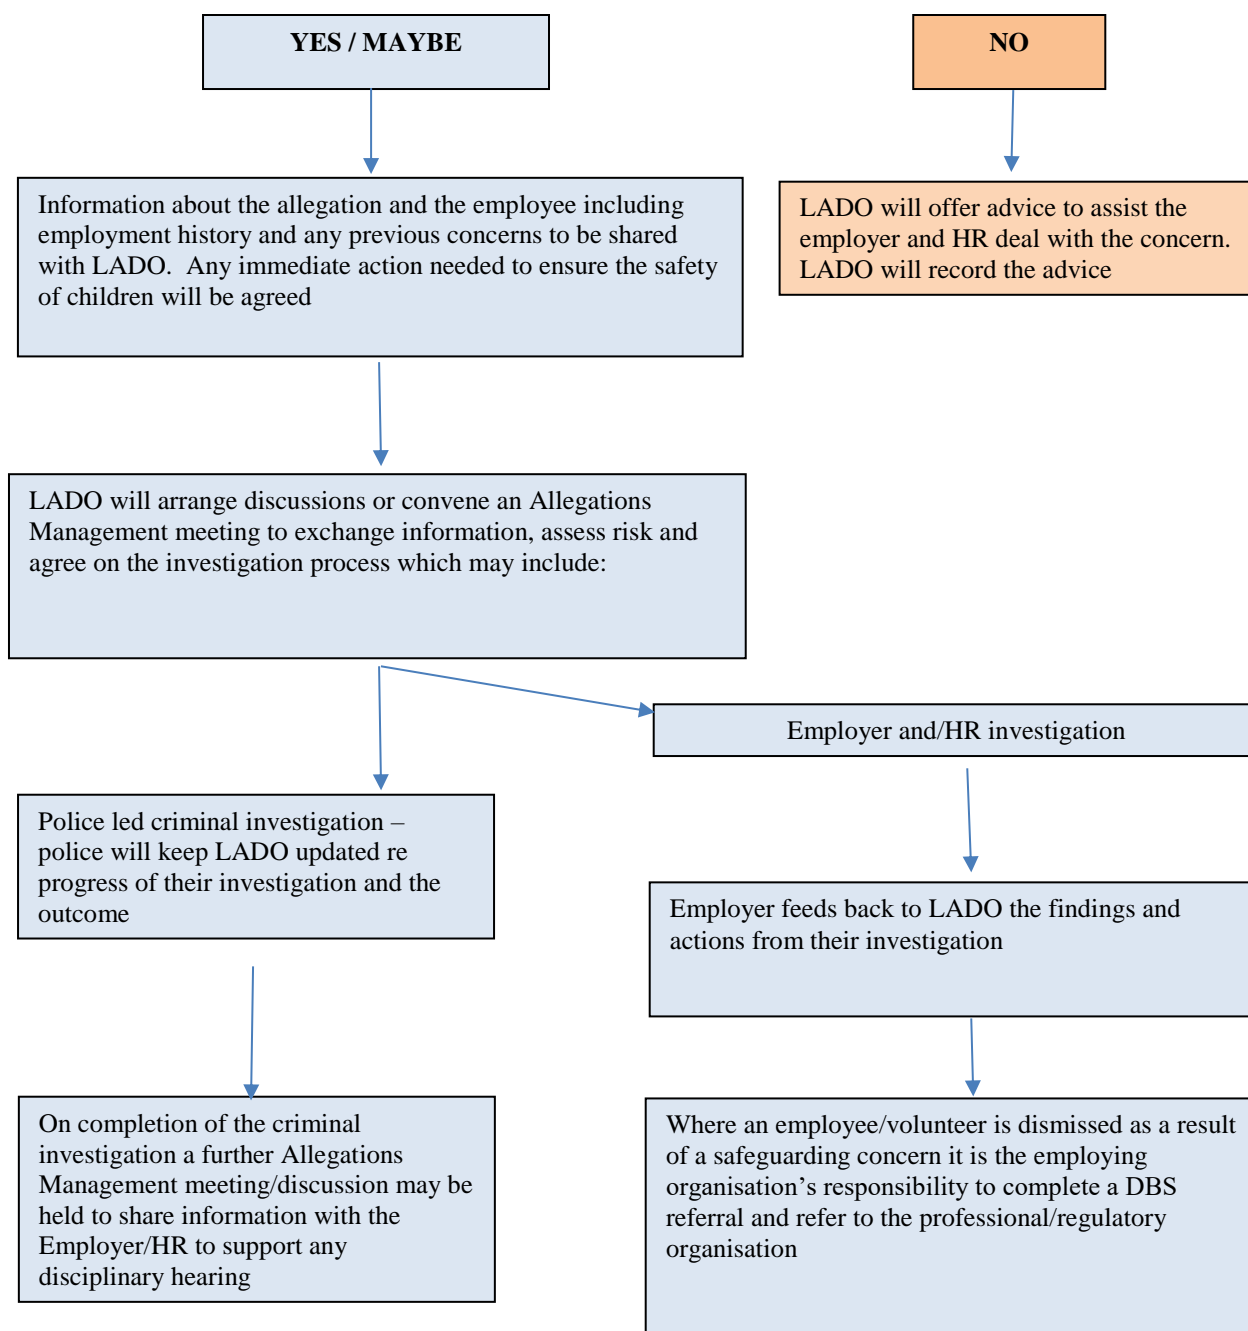 YES / MAYBE
NO
Information about the allegation and the employee including
employment history and any previous concerns to be shared
with LADO.  Any immediate action needed to ensure the safety
of children will be agreed
LADO will offer advice to assist the
employer and HR deal with the concern.
LADO will record the advice
LADO will arrange discussions or convene an Allegations
Management meeting to exchange information, assess risk and
agree on the investigation process which may include:
Employer and/HR investigation
Police led criminal investigation –
police will keep LADO updated re
progress of their investigation and the
outcome
Employer feeds back to LADO the findings and
actions from their investigation
On completion of the criminal
investigation a further Allegations
Management meeting/discussion may be
held to share information with the
Employer/HR to support any
disciplinary hearing
Where an employee/volunteer is dismissed as a result
of a safeguarding concern it is the employing
organisation’s responsibility to complete a DBS
referral and refer to the professional/regulatory
organisation